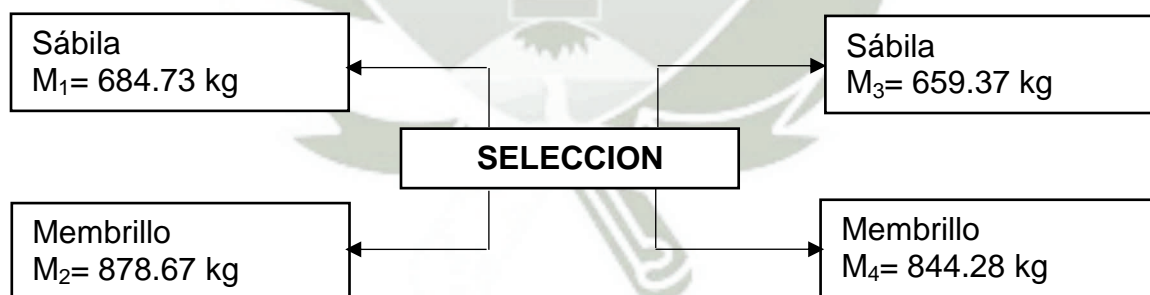 Sábila
M₁= 684.73 kg
Sábila
M₃= 659.37 kg
SELECCION
Membrillo
M₂= 878.67 kg
Membrillo
M₄= 844.28 kg